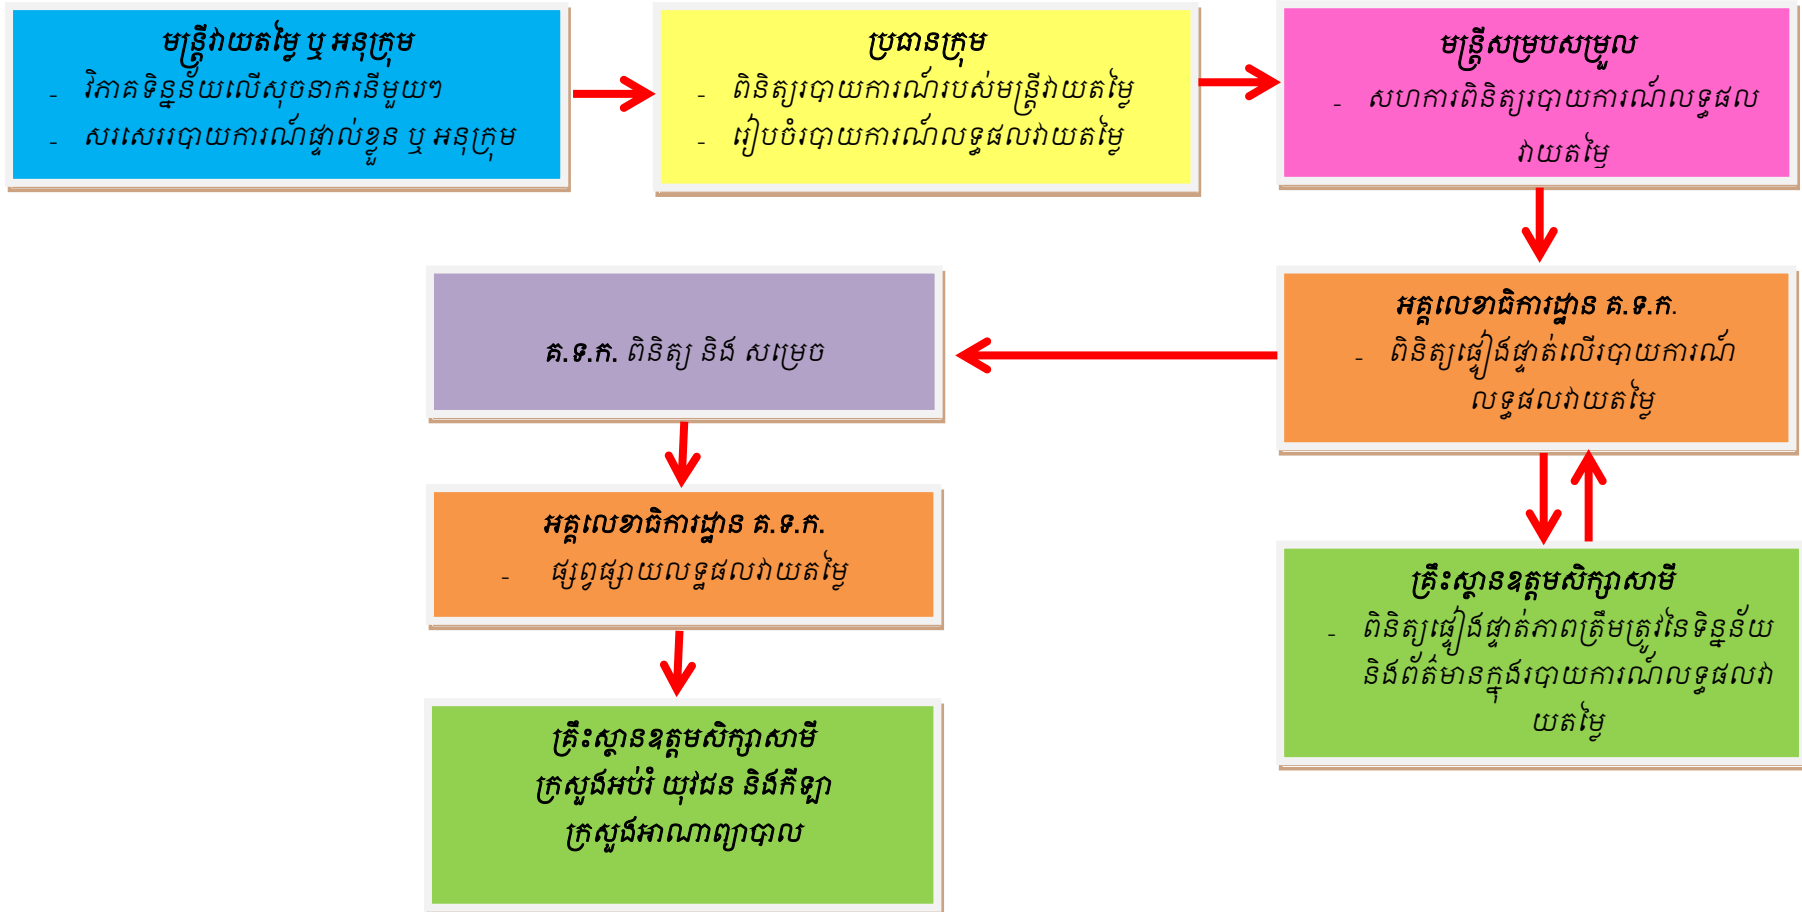 មន្ត្រីវាយតម្លៃ ឬ អនុក្រុម
- វិភាគទិន្នន័យលើសុចនាករនីមួយៗ
- សរសេររបាយការណ៍ផ្ទាល់ខ្លួន ឬ អនុក្រុម
ប្រធានក្រុម
- ពិនិត្យរបាយការណ៍របស់មន្ត្រីវាយតម្លៃ
- រៀបចំរបាយការណ៍លទ្ធផលវាយតម្លៃ
មន្ត្រីសម្របសម្រួល
- សហការពិនិត្យរបាយការណ៍លទ្ធផល
វាយតម្លៃ
អគ្គលេខាធិការដ្ឋាន គ.ទ.ក.
- ពិនិត្យផ្ទៀងផ្ទាត់លើរបាយការណ៍
លទ្ធផលវាយតម្លៃ
គ.ទ.ក. ពិនិត្យ និង សម្រេច
អគ្គលេខាធិការដ្ឋាន គ.ទ.ក.
- ផ្សព្វផ្សាយលទ្ធផលវាយតម្លៃ
គ្រឹះស្ថានឧត្តមសិក្សាសាមី
- ពិនិត្យផ្ទៀងផ្ទាត់ភាពត្រឹមត្រូវនៃទិន្នន័យ
និងព័ត៌មានក្នុងរបាយការណ៍លទ្ធផលវា
យតម្លៃ
គ្រឹះស្ថានឧត្តមសិក្សាសាមី
ក្រសួងអប់រំ យុវជន និងកីឡា
ក្រសួងអាណាព្យាបាល